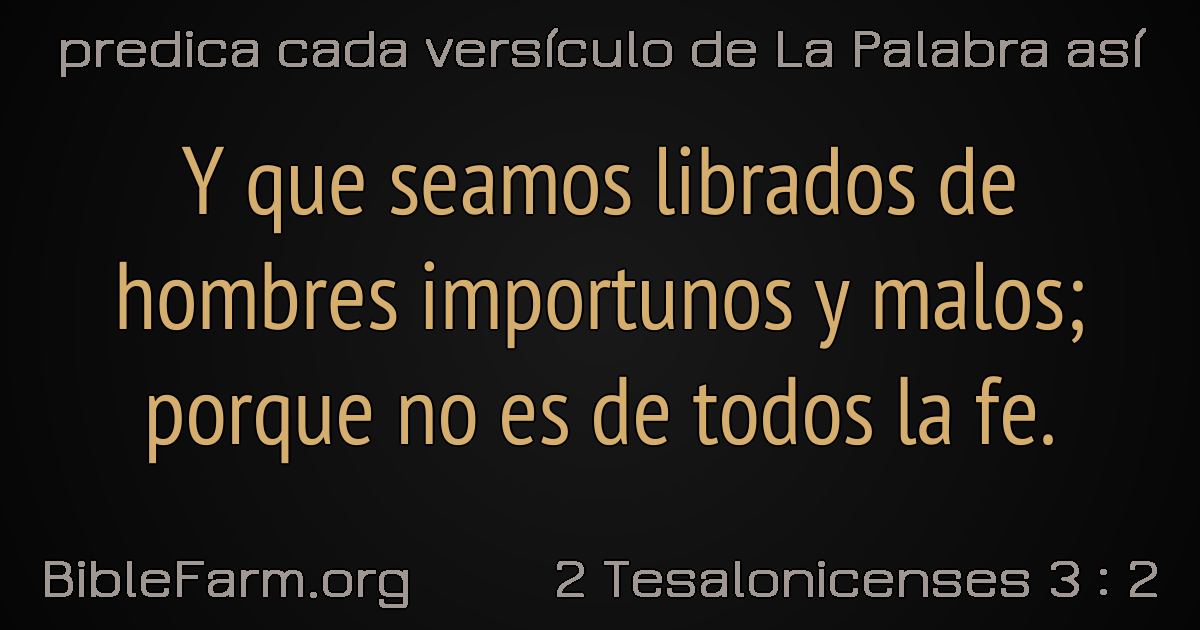 predica cada versículo de La Palabra así
Y que seamos librados de
hombres importunos y malos;
porque no es de todos la fe.
BibleFarm.org
2 Tesalonicenses 3 : 2